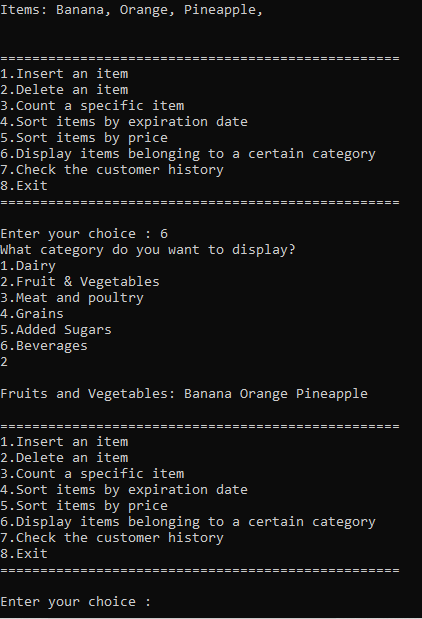 Items: Banana, Orange, Pineapple,
==================================================
1.Insert an item
2.Delete an item
3.Count a specific item
4.Sort items by expiration date
5.Sort items by price
6.Display items belonging to a certain category
7.Check the customer history
8.Exit
==================================================
Enter your choice : 6
What category do you want to display?
1.Dairy
2.Fruit & Vegetables
3.Meat and poultry
4.Grains
5.Added Sugars
6.Beverages
2
Fruits and Vegetables: Banana Orange Pineapple
==================================================
1.Insert an item
2.Delete an item
3.Count a specific item
4.Sort items by expiration date
5.Sort items by price
6.Display items belonging to a certain category
7.Check the customer history
8.Exit
==================================================
Enter your choice :